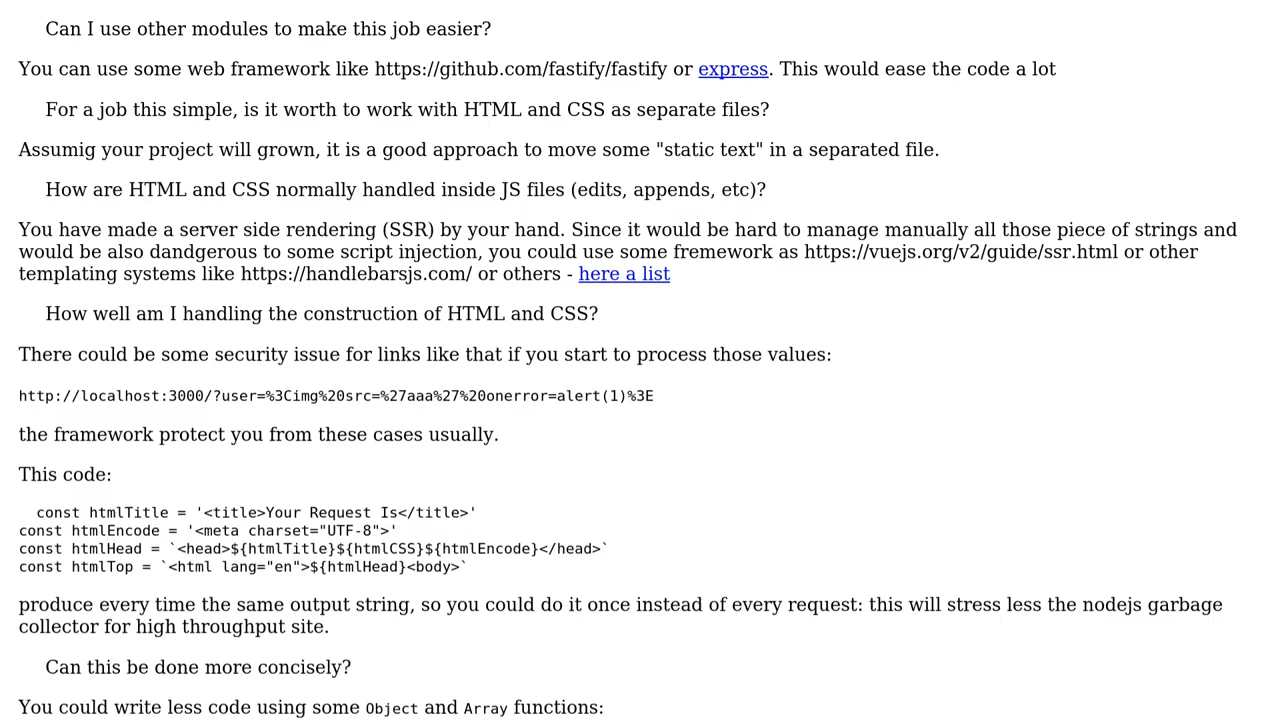 Can I use other modules to make this job easier?
You can use some web framework like https://github.com/fastify/fastify or express. This would ease the code a lot
For a job this simple, is it worth to work with HTML and CSS as separate files?
Assumig your project will grown, it is a good approach to move some "static text" in a separated file.
How are HTML and CSS normally handled inside JS files (edits, appends, etc)?
You have made a server side rendering (SSR) by your hand. Since it would be hard to manage manually all those piece of strings and
would be also dandgerous to some script injection, you could use some fremework as https://vuejs.org/v2/guide/ssr.html or other
templating systems like https://handlebarsjs.com/ or others - here a list
How well am I handling the construction of HTML and CSS?
There could be some security issue for links like that if you start to process those values:
http://localhost:3000/?user=%3Cimg%20src=%27aaa%27%20onerror=alert(1)%3E
the framework protect you from these cases usually.
This code:
const htmlTitle = '<title>Your Request Is</title>'
const htmlEncode = '<meta charset="UTF-8">'
const htmlHead = `<head>${htmlTitle}${htmlCSS}${htmlEncode}</head>`
const htmlTop = `<html lang="en">${htmlHead}<body>`
produce every time the same output string, so you could do it once instead of every request: this will stress less the nodejs garbage
collector for high throughput site.
Can this be done more concisely?
You could write less code using some Object and Array functions: